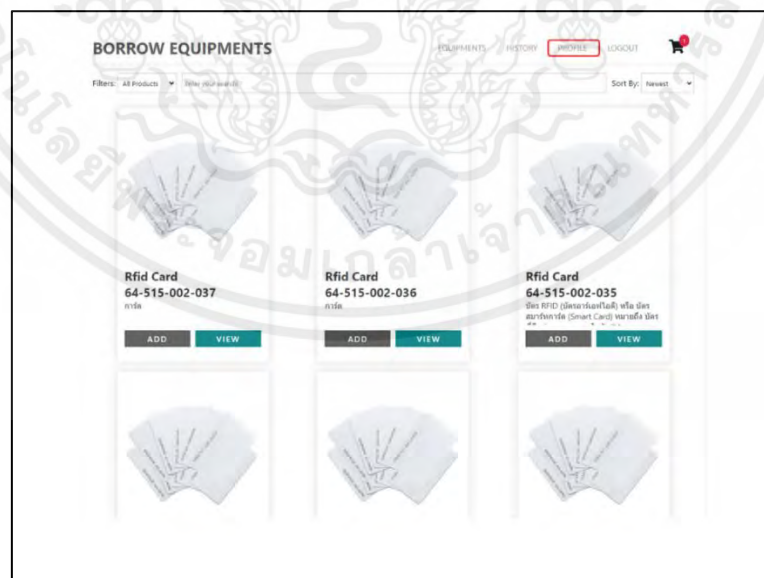 BORROW EQUIPMENTS
EQUIPMENTS HISTORY PROFILE LOGOUT
Filters: All Products Enter your search Sort By: Newest
Rfid Card
64-515-002-037
การ์ด
ADD VIEW
Rfid Card
64-515-002-036
การ์ด
ADD VIEW
Rfid Card
64-515-002-035
บัตร RFID (บัตรอาร์เอฟไอดี) หรือ บัตร
สมาร์ทการ์ด (Smart Card) หมายถึง บัตร
ADD VIEW